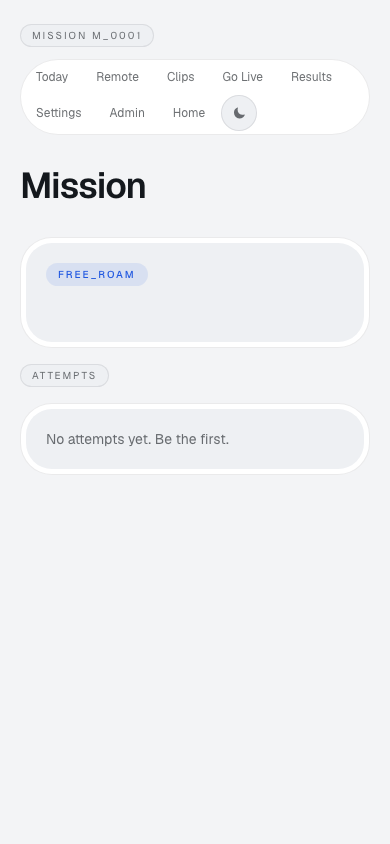 MISSION M_0001
Today Remote Clips Go Live Results
Settings Admin Home
Mission
FREE_ROAM
ATTEMPTS
No attempts yet. Be the first.